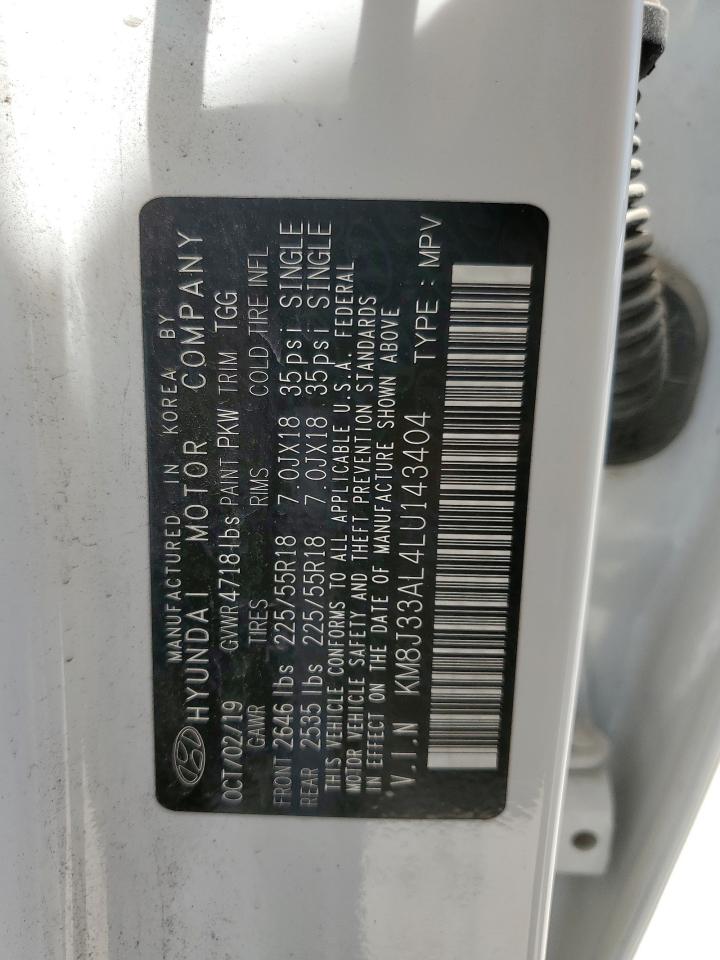 MANUFACTURED IN KOREA BY
HYUNDAI MOTOR COMPANY
OCT/02/19 GVWR 4718 lbs PAINT PKW TRIM TGG
GAWR TIRES RIMS COLD TIRE INFL
FRONT 2646 lbs 225/55R18 7.0JX18 35psi SINGLE
REAR 2535 lbs 225/55R18 7.0JX18 35psi SINGLE
THIS VEHICLE CONFORMS TO ALL APPLICABLE U.S.A. FEDERAL
MOTOR VEHICLE SAFETY AND THEFT PREVENTION STANDARDS
IN EFFECT ON THE DATE OF MANUFACTURE SHOWN ABOVE
V.I.N KM8J33AL4LU143404 TYPE : MPV